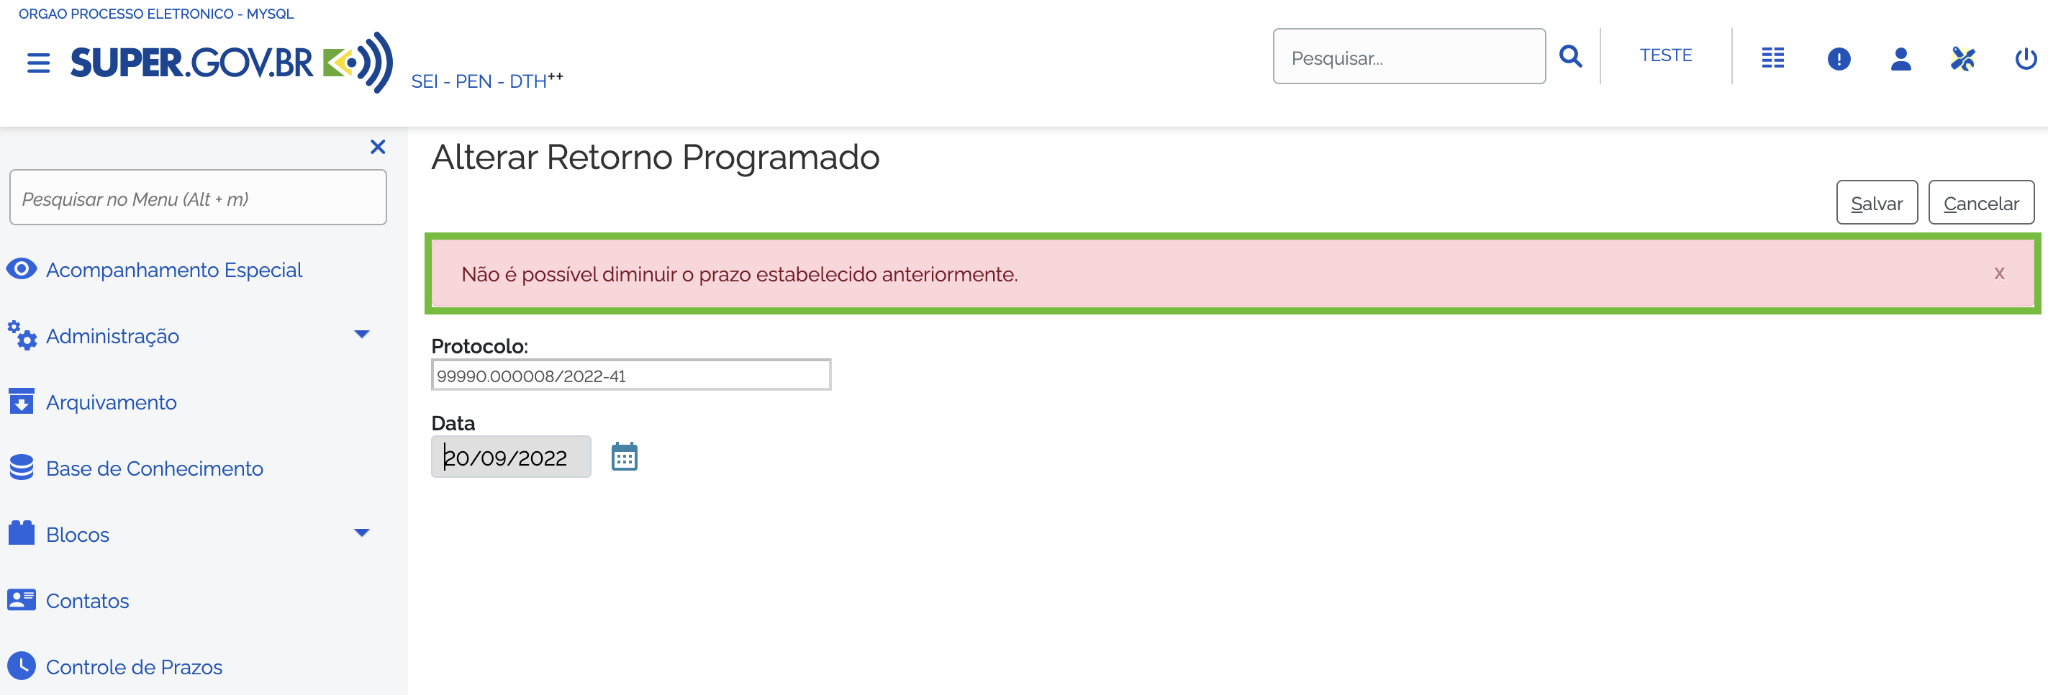 ORGAO PROCESSO ELETRONICO - MYSQL
SUPER.GOV.BR
SEI - PEN - DTH++
Pesquisar...
TESTE
Pesquisar no Menu (Alt + m)
Acompanhamento Especial
Administração
Arquivamento
Base de Conhecimento
Blocos
Contatos
Controle de Prazos
Alterar Retorno Programado
Salvar
Cancelar
Não é possível diminuir o prazo estabelecido anteriormente.
x
Protocolo:
99990.000008/2022-41
Data
20/09/2022